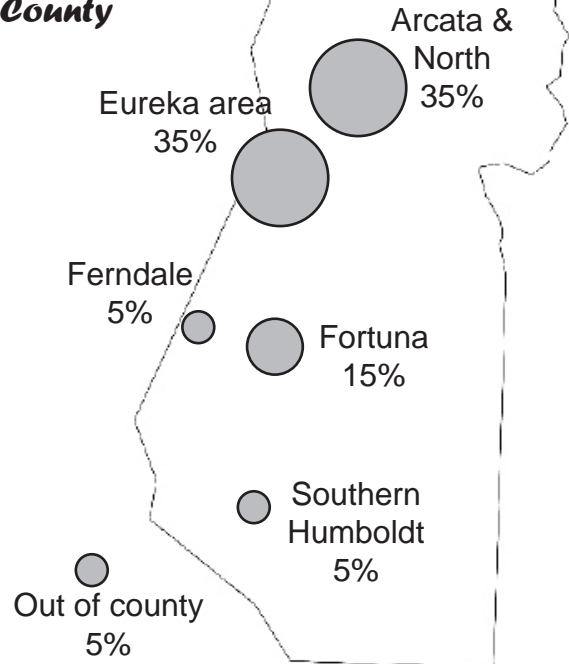 County
Arcata &
North
35%
Eureka area
35%
Ferndale
5%
Fortuna
15%
Southern
Humboldt
5%
Out of county
5%